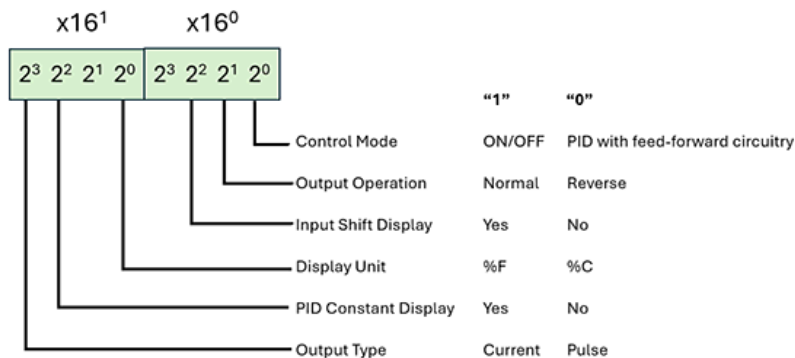 x16¹ x16⁰
2³ 2² 2¹ 2⁰ 2³ 2² 2¹ 2⁰
“1” “0”
Control Mode ON/OFF PID with feed-forward circuitry
Output Operation Normal Reverse
Input Shift Display Yes No
Display Unit %F %C
PID Constant Display Yes No
Output Type Current Pulse